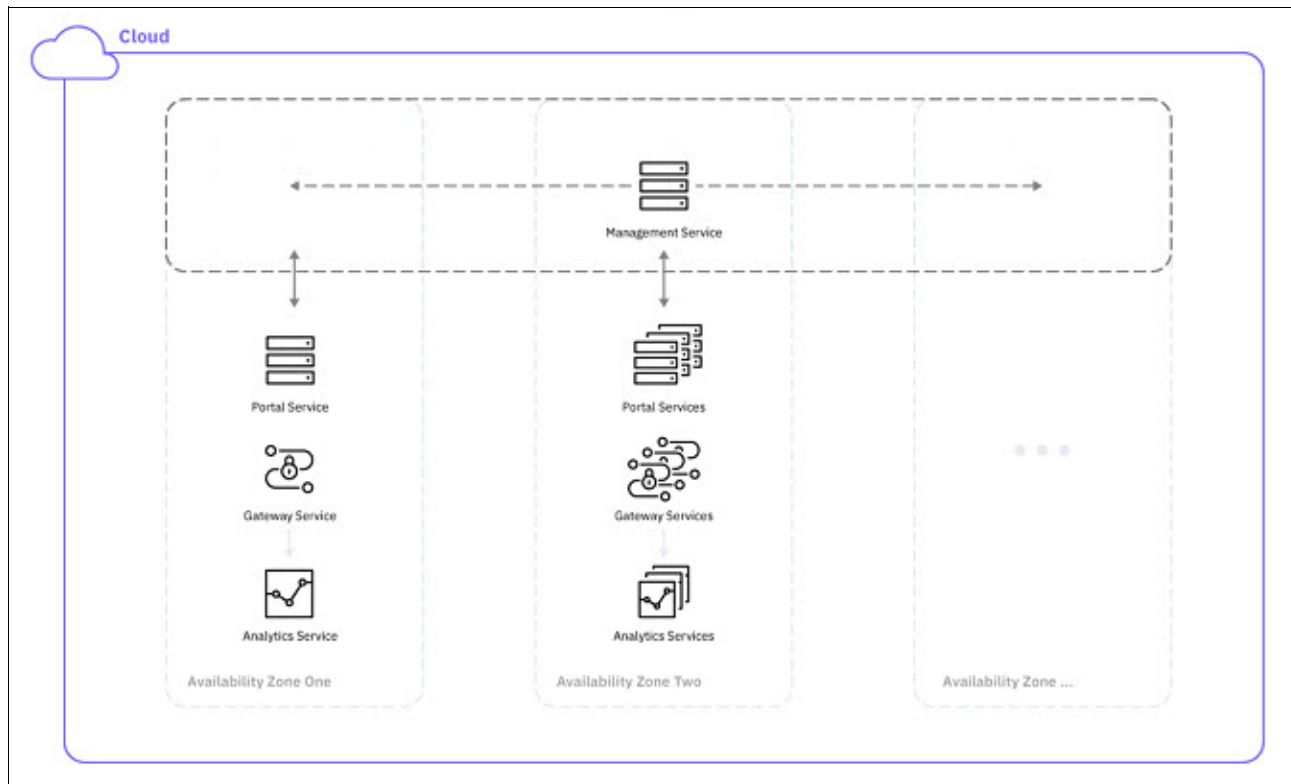 Cloud
Management Service
Portal Service
Portal Services
Gateway Service
Gateway Services
Analytics Service
Analytics Services
Availability Zone One
Availability Zone Two
Availability Zone ...